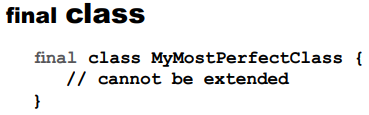 final class
final class MyMostPerfectClass {
// cannot be extended
}